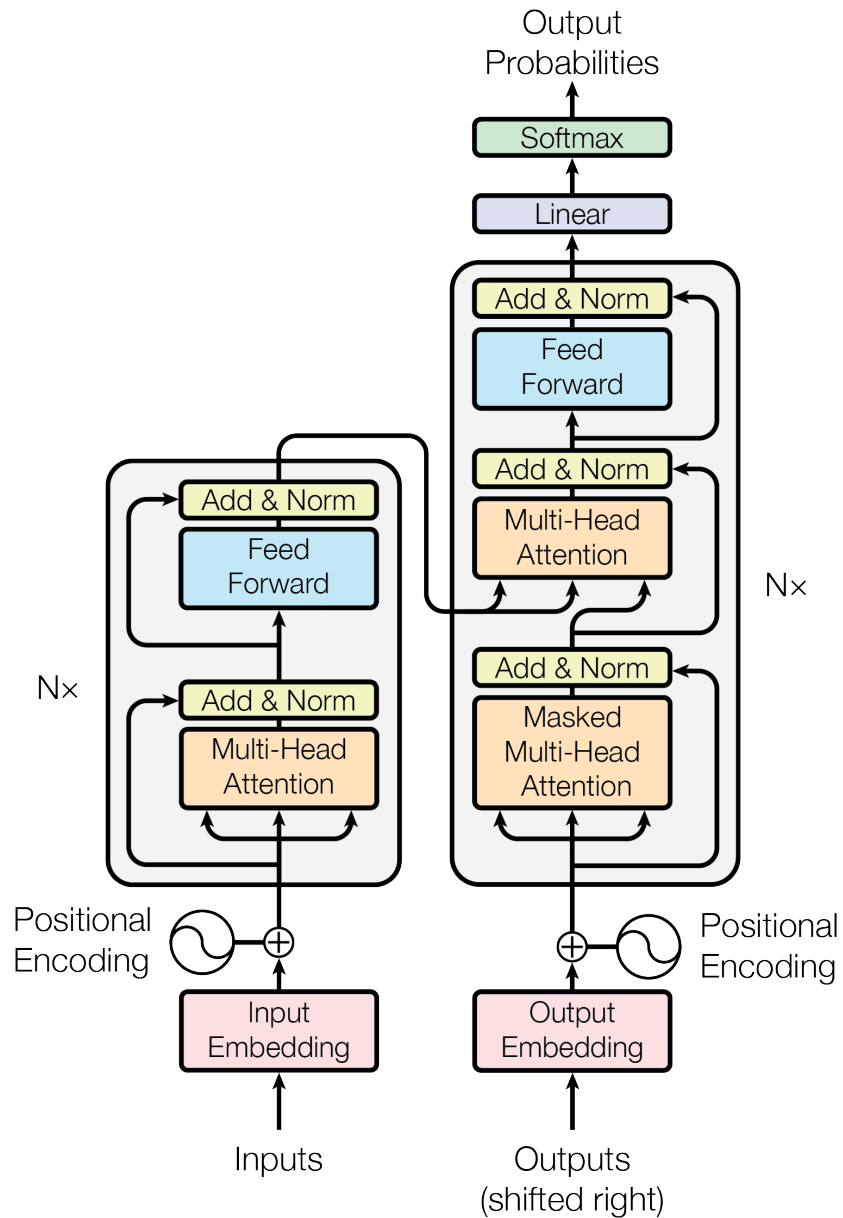 Output
Probabilities
Softmax
Linear
Add & Norm
Feed
Forward
Add & Norm
Multi-Head
Attention
Add & Norm
Masked
Multi-Head
Attention
N×
Add & Norm
Feed
Forward
Add & Norm
Multi-Head
Attention
N×
Positional
Encoding
Positional
Encoding
Input
Embedding
Output
Embedding
Inputs
Outputs
(shifted right)